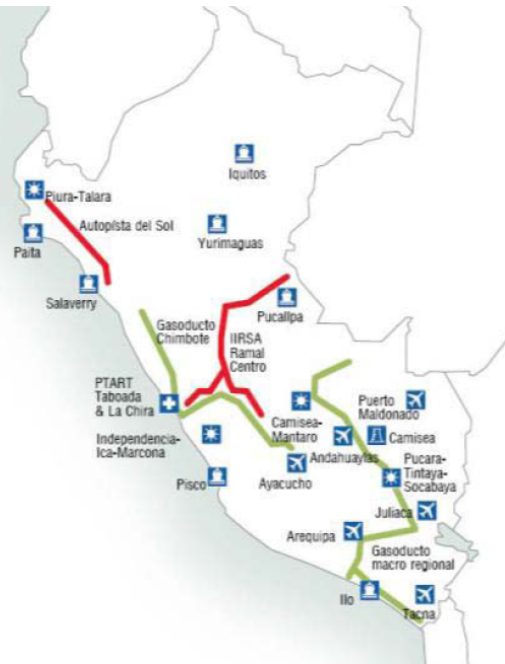 Iquitos
Piura-Talara
Autopísta del Sol
Yurimaguas
Paita
Salaverry
Pucallpa
Gasoducto
Chimbote
IIRSA
Ramal
Centro
PTART
Taboada
& La Chira
Puerto
Maldonado
Camisea-
Mantaro
Camisea
Independencia-
Ica-Marcona
Andahuaylas
Pucara-
Tintaya-
Socabaya
Pisco
Ayacucho
Juliaca
Arequipa
Gasoducto
macro regional
Ilo
Tacna